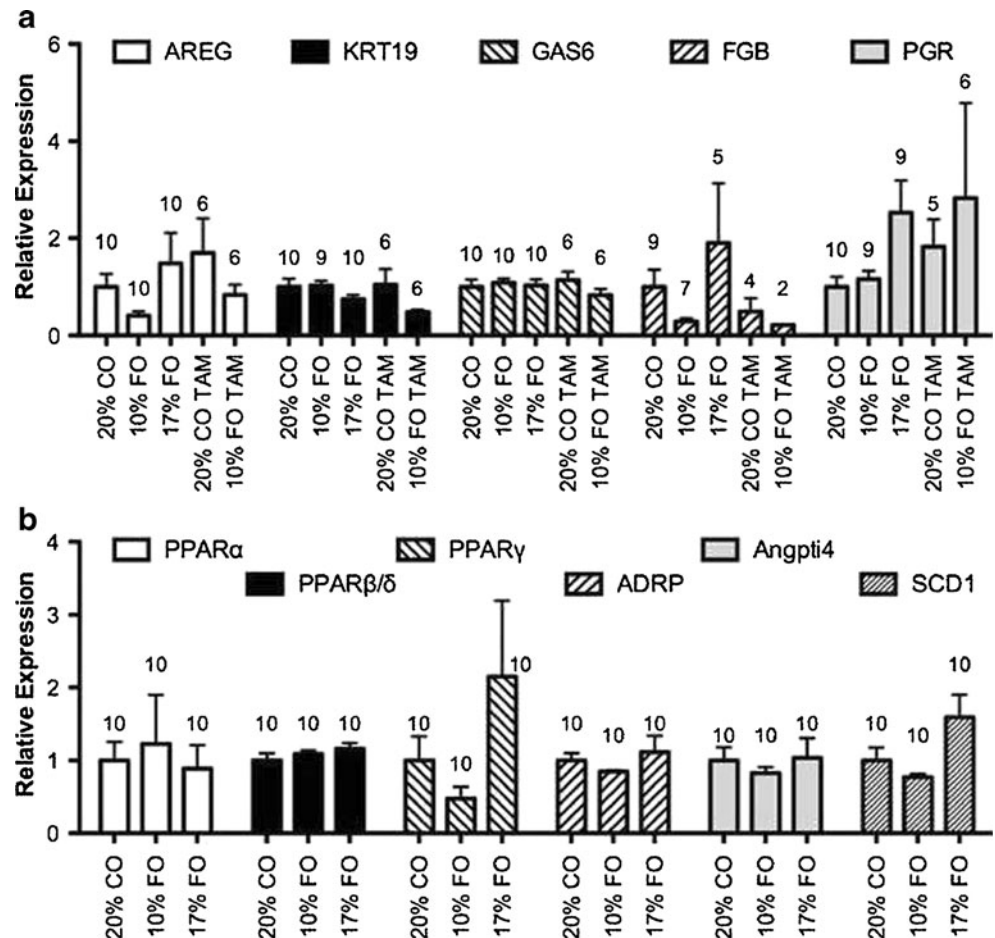 a
6
AREG KRT19 GAS6 FGB PGR
6
5
4
Relative Expression
9
10 6
5
10 6
6
10 9 10 6 10 10 10 6 9 10 9
2
10 6 6 7 4 2
0
20% CO 10% FO 17% FO 20% CO TAM 10% FO TAM 20% CO 10% FO 17% FO 20% CO TAM 10% FO TAM 20% CO 10% FO 17% FO 20% CO TAM 10% FO TAM 20% CO 10% FO 17% FO 20% CO TAM 10% FO TAM 20% CO 10% FO 17% FO 20% CO TAM 10% FO TAM
b
4
PPARα PPARγ Angpti4
PPARβ/δ ADRP SCD1
3
Relative Expression
10 10 10
2
10 10 10 10 10 10 10 10 10 10 10 10
1
10 10 10
0
20% CO 10% FO 17% FO 20% CO 10% FO 17% FO 20% CO 10% FO 17% FO 20% CO 10% FO 17% FO 20% CO 10% FO 17% FO 20% CO 10% FO 17% FO